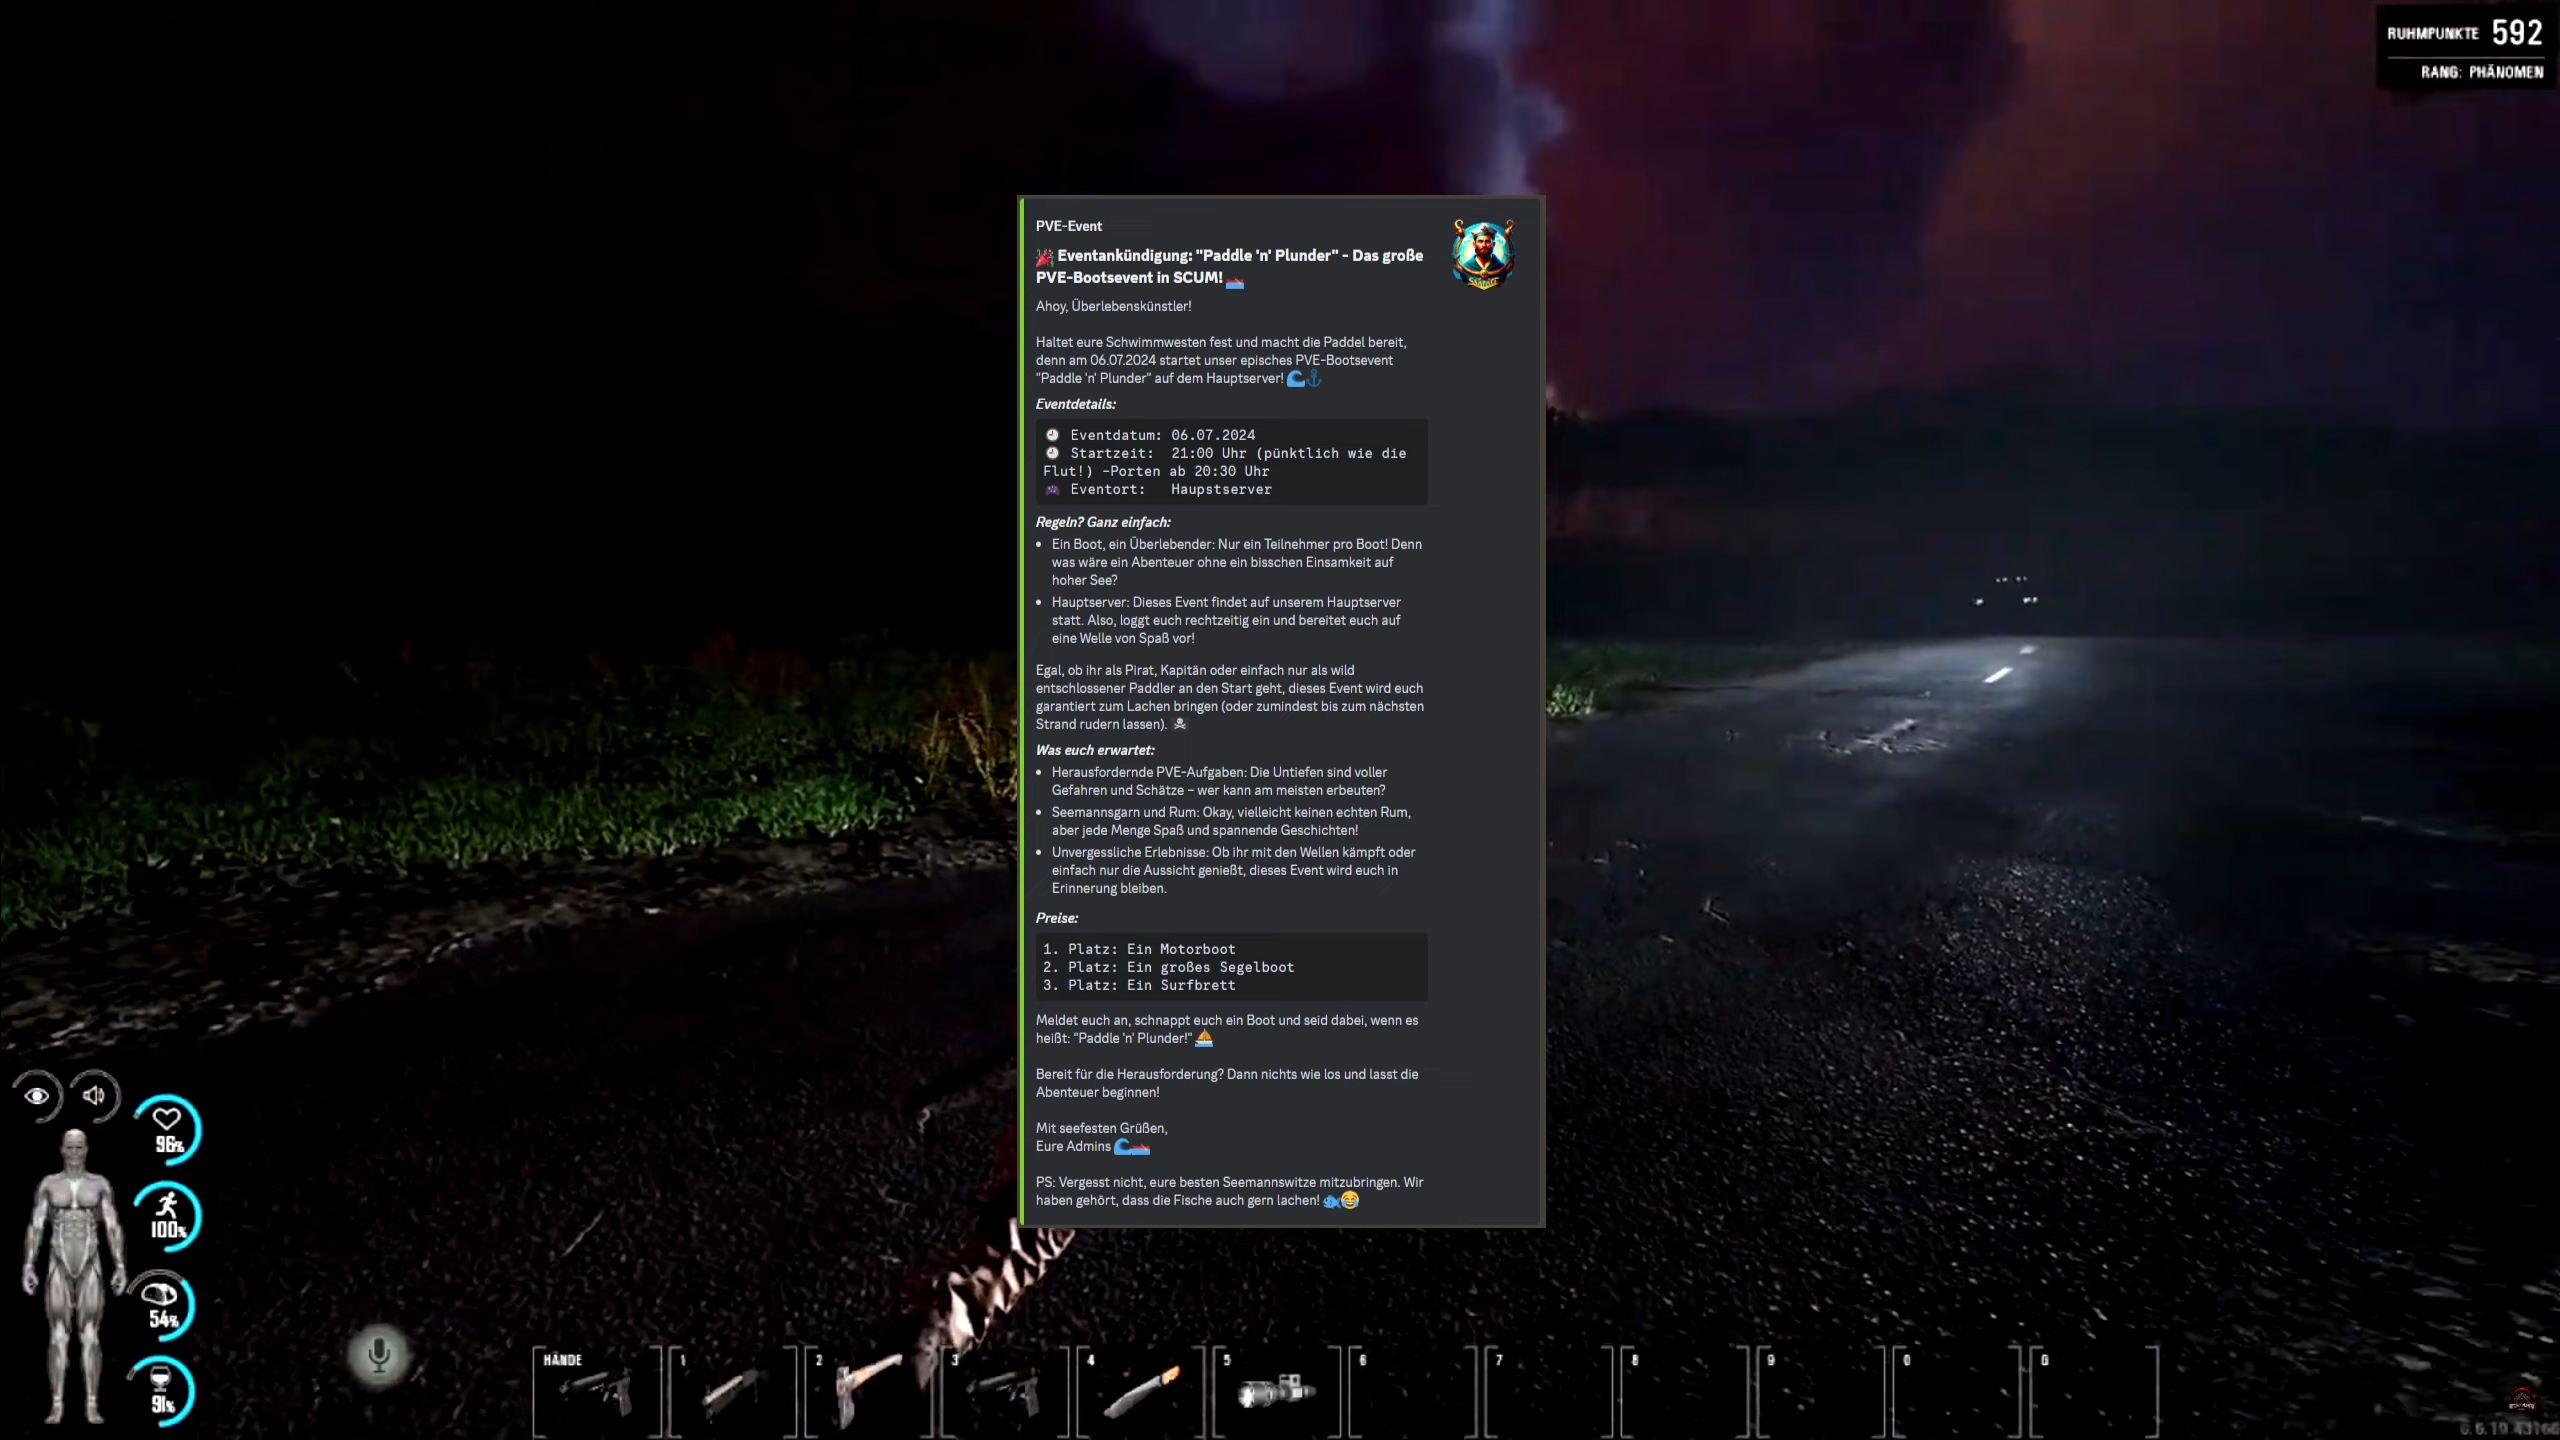 RUHMPUNKTE 592
RANG: PHÄNOMEN
PVE-Event
🎉 Eventankündigung: "Paddle 'n' Plunder" - Das große
PVE-Bootsevent in SCUM! 🚤
Ahoy, Überlebenskünstler!
Haltet eure Schwimmwesten fest und macht die Paddel bereit,
denn am 06.07.2024 startet unser episches PVE-Bootsevent
"Paddle 'n' Plunder" auf dem Hauptserver! 🌊⚓
Eventdetails:
🕘 Eventdatum: 06.07.2024
🕘 Startzeit: 21:00 Uhr (pünktlich wie die
Flut!) -Porten ab 20:30 Uhr
🎮 Eventort: Haupstserver
Regeln? Ganz einfach:
• Ein Boot, ein Überlebender: Nur ein Teilnehmer pro Boot! Denn
was wäre ein Abenteuer ohne ein bisschen Einsamkeit auf
hoher See?
• Hauptserver: Dieses Event findet auf unserem Hauptserver
statt. Also, loggt euch rechtzeitig ein und bereitet euch auf
eine Welle von Spaß vor!
Egal, ob ihr als Pirat, Kapitän oder einfach nur als wild
entschlossener Paddler an den Start geht, dieses Event wird euch
garantiert zum Lachen bringen (oder zumindest bis zum nächsten
Strand rudern lassen). ☠
Was euch erwartet:
• Herausfordernde PVE-Aufgaben: Die Untiefen sind voller
Gefahren und Schätze – wer kann am meisten erbeuten?
• Seemannsgarn und Rum: Okay, vielleicht keinen echten Rum,
aber jede Menge Spaß und spannende Geschichten!
• Unvergessliche Erlebnisse: Ob ihr mit den Wellen kämpft oder
einfach nur die Aussicht genießt, dieses Event wird euch in
Erinnerung bleiben.
Preise:
1. Platz: Ein Motorboot
2. Platz: Ein großes Segelboot
3. Platz: Ein Surfbrett
Meldet euch an, schnappt euch ein Boot und seid dabei, wenn es
heißt: "Paddle 'n' Plunder!" ⛵
Bereit für die Herausforderung? Dann nichts wie los und lasst die
Abenteuer beginnen!
Mit seefesten Grüßen,
Eure Admins 🌊🚤
PS: Vergesst nicht, eure besten Seemannswitze mitzubringen. Wir
haben gehört, dass die Fische auch gern lachen! 🐟😂
96%
100%
54%
91%
HÄNDE 1 2 3 4 5 6 7 8 9 0 G